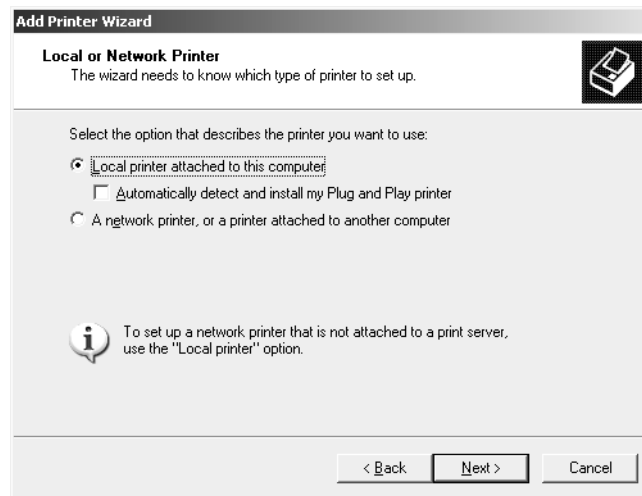 Add Printer Wizard
Local or Network Printer
The wizard needs to know which type of printer to set up.
Select the option that describes the printer you want to use:
Local printer attached to this computer
Automatically detect and install my Plug and Play printer
A network printer, or a printer attached to another computer
To set up a network printer that is not attached to a print server,
use the "Local printer" option.
< Back
Next >
Cancel